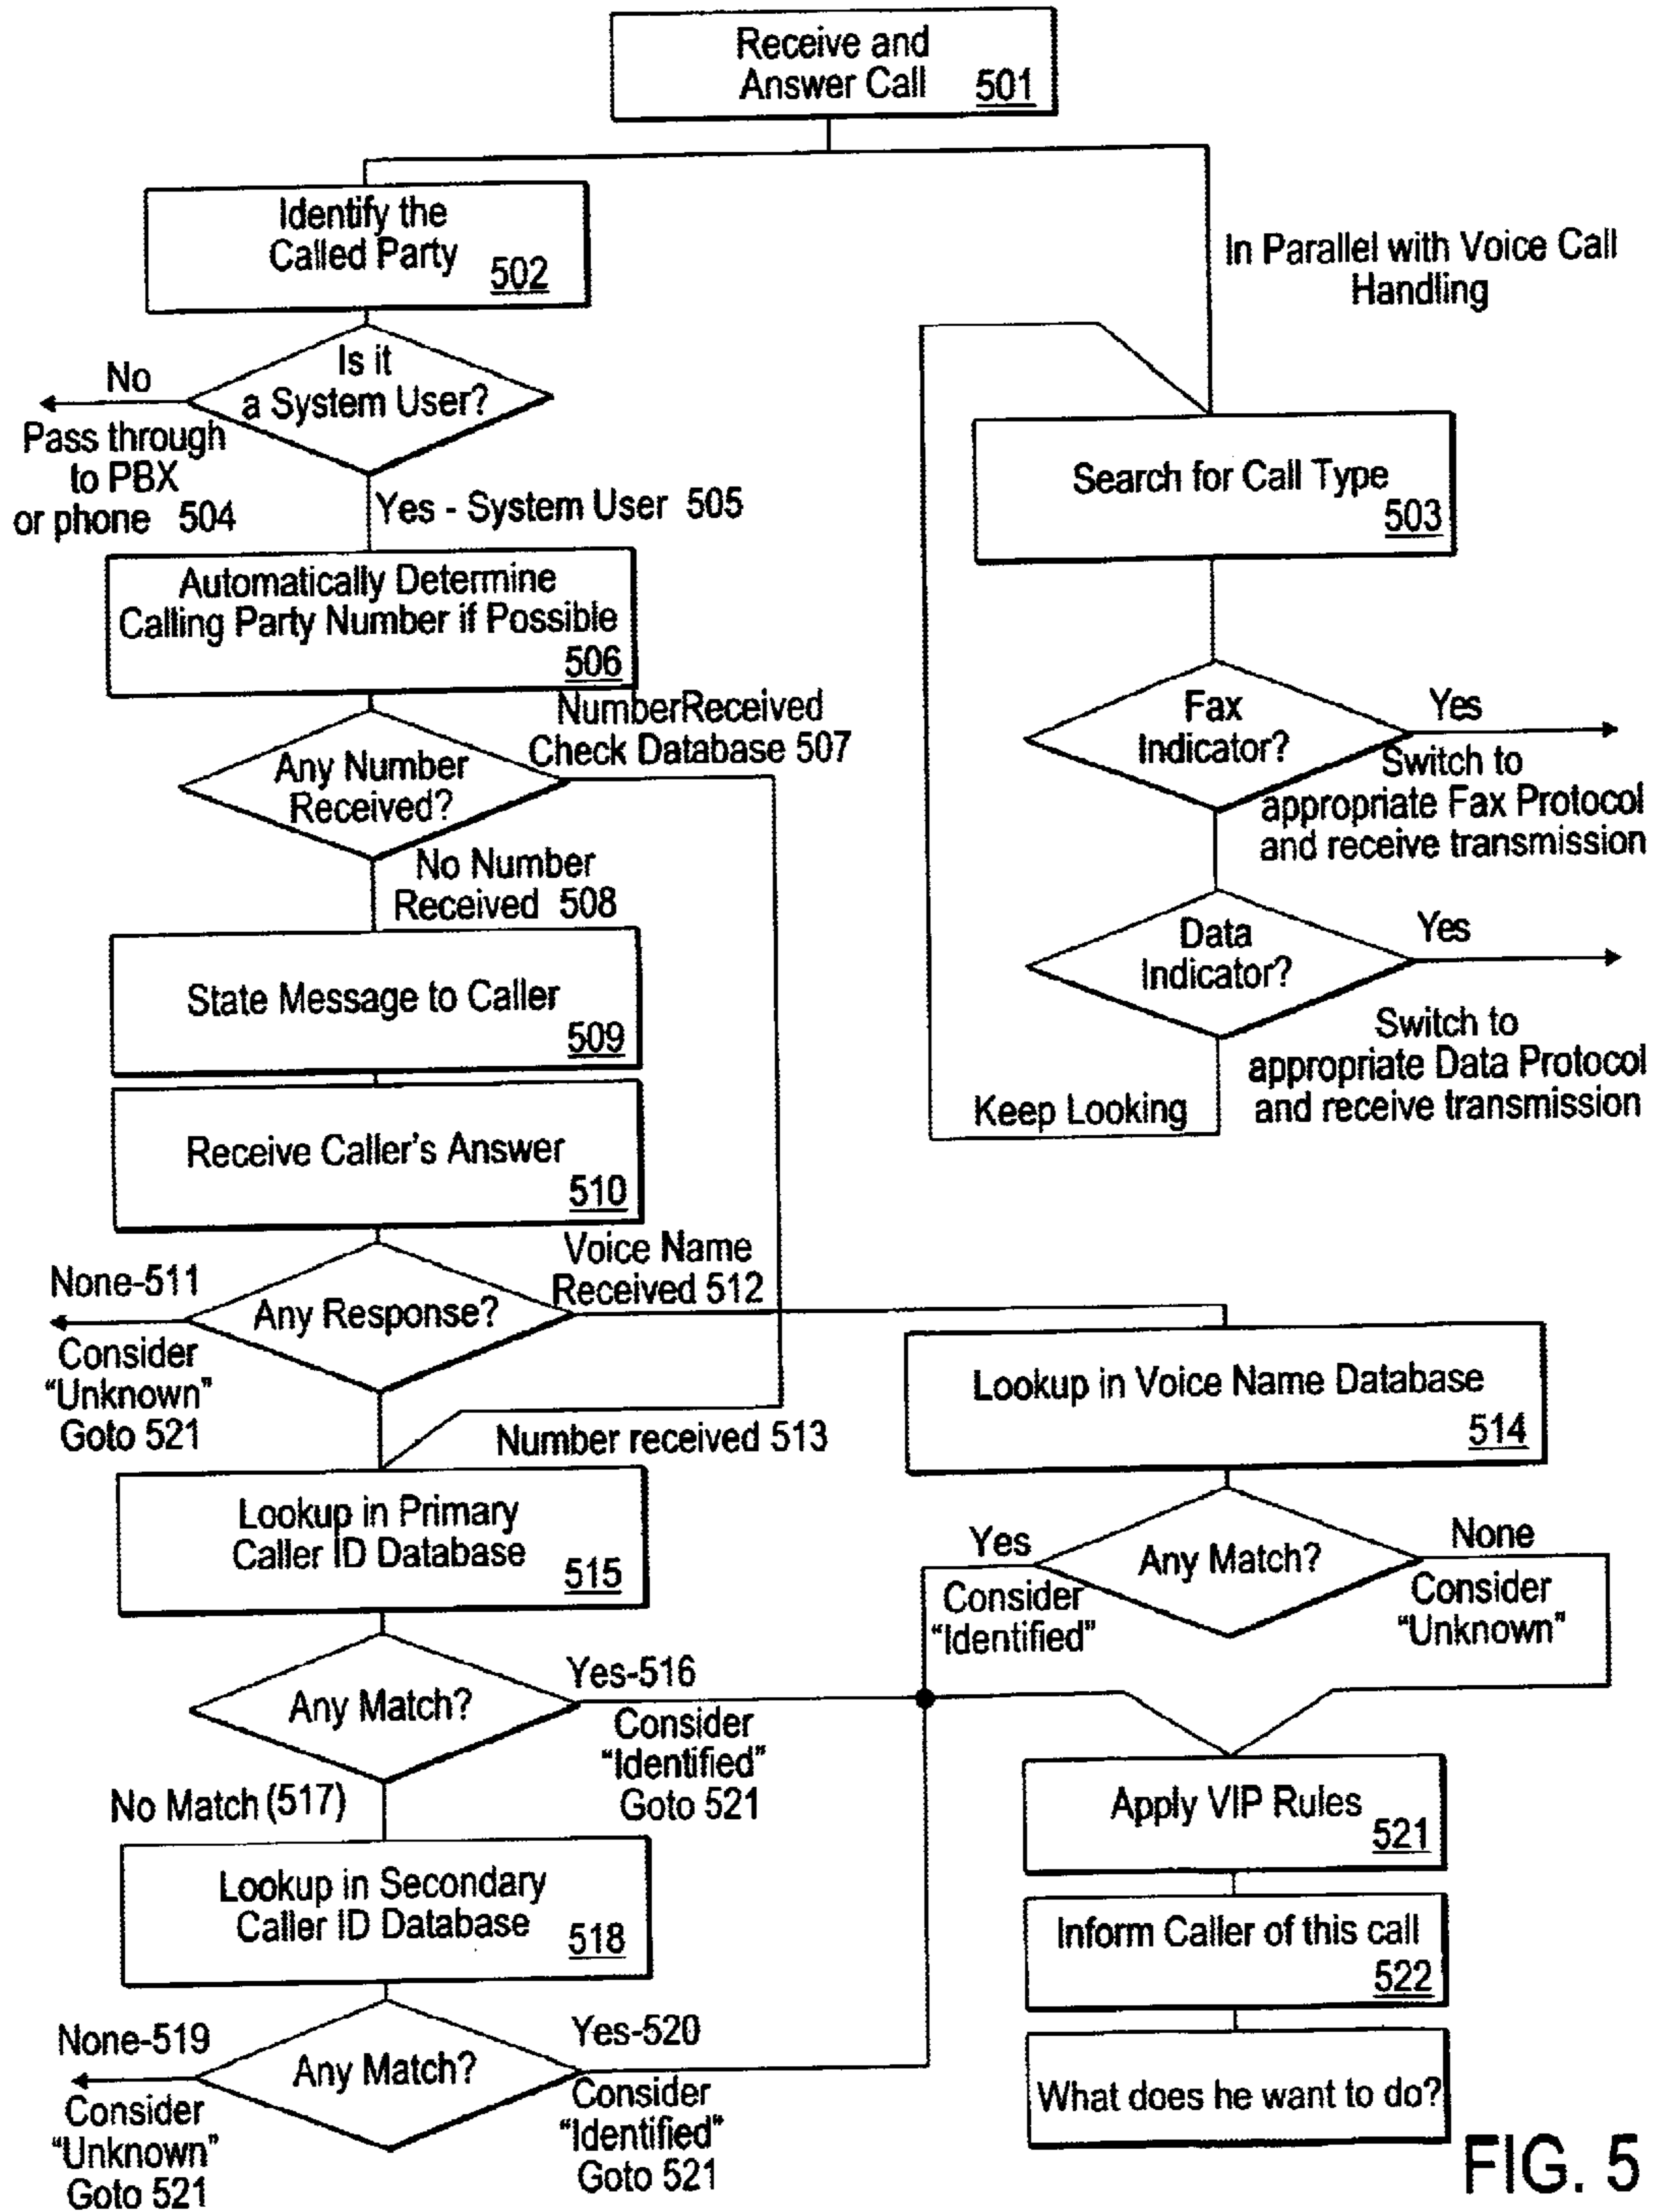 Receive and
Answer Call 501
Identify the
Called Party 502
In Parallel with Voice Call
Handling
Is it
a System User?
No
Pass through
to PBX
or phone 504
Yes - System User 505
Search for Call Type
503
Automatically Determine
Calling Party Number if Possible
506
NumberReceived
Check Database 507
Any Number
Received?
Fax
Indicator?
Yes
Switch to
appropriate Fax Protocol
and receive transmission
No Number
Received 508
Data
Indicator?
Yes
Switch to
appropriate Data Protocol
and receive transmission
Keep Looking
State Message to Caller
509
Receive Caller's Answer
510
Voice Name
Received 512
None-511
Any Response?
Consider
"Unknown"
Goto 521
Number received 513
Lookup in Voice Name Database
514
Lookup in Primary
Caller ID Database
515
Yes
Any Match?
None
Consider
"Identified"
Consider
"Unknown"
Any Match?
Yes-516
Consider
"Identified"
Goto 521
No Match (517)
Apply VIP Rules
521
Lookup in Secondary
Caller ID Database
518
Inform Caller of this call
522
None-519
Any Match?
Yes-520
Consider
"Unknown"
Goto 521
Consider
"Identified"
Goto 521
What does he want to do?
FIG. 5